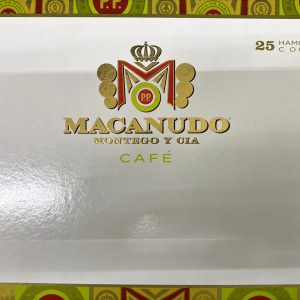 25
P.P.
MACANUDO
MONTEGO Y CIA
CAFÉ